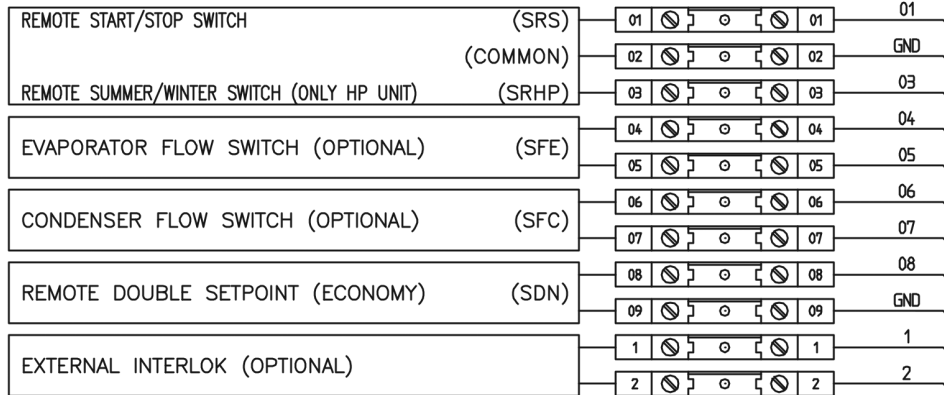 REMOTE START/STOP SWITCH (SRS) 01 01 01
(COMMON) 02 02 GND
REMOTE SUMMER/WINTER SWITCH (ONLY HP UNIT) (SRHP) 03 03 03
04 04 04
EVAPORATOR FLOW SWITCH (OPTIONAL) (SFE)
05 05 05
06 06 06
CONDENSER FLOW SWITCH (OPTIONAL) (SFC)
07 07 07
08 08 08
REMOTE DOUBLE SETPOINT (ECONOMY) (SDN)
09 09 GND
1 1 1
EXTERNAL INTERLOK (OPTIONAL)
2 2 2